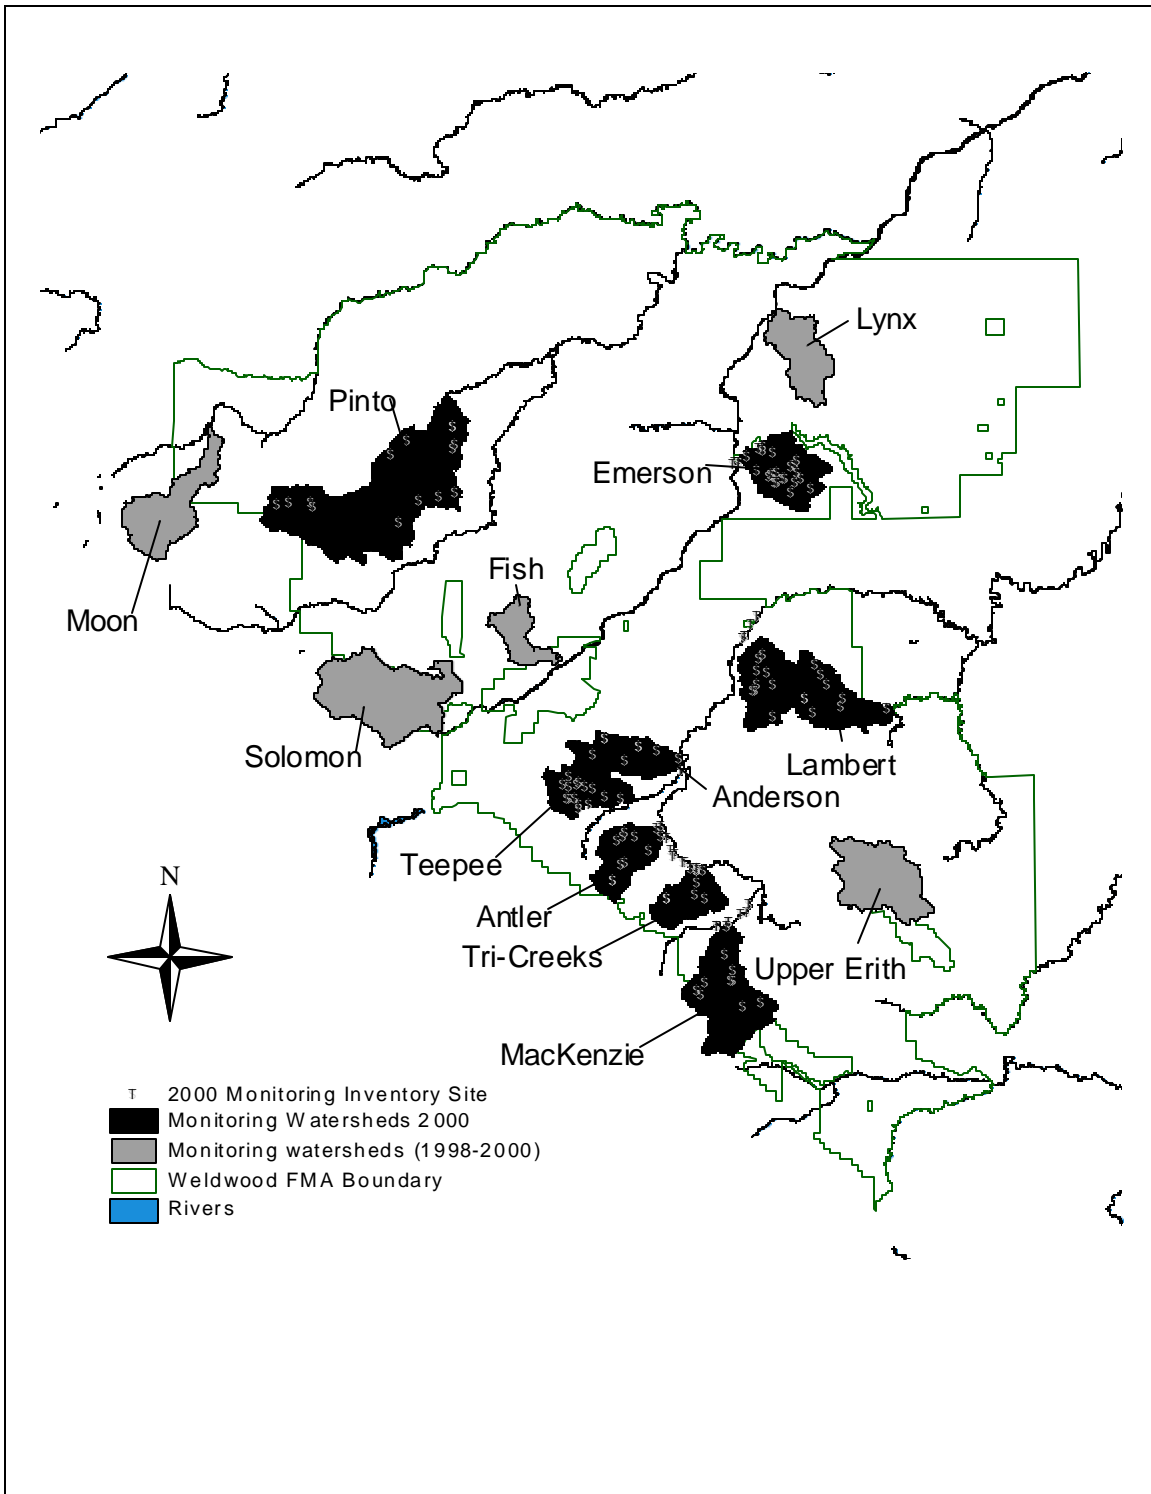 Lynx
Pinto
Emerson
Fish
Moon
Solomon
Lambert
Anderson
Teepee
N
Antler
Tri-Creeks
Upper Erith
MacKenzie
2000 Monitoring Inventory Site
Monitoring Watersheds 2000
Monitoring watersheds (1998-2000)
Weldwood FMA Boundary
Rivers